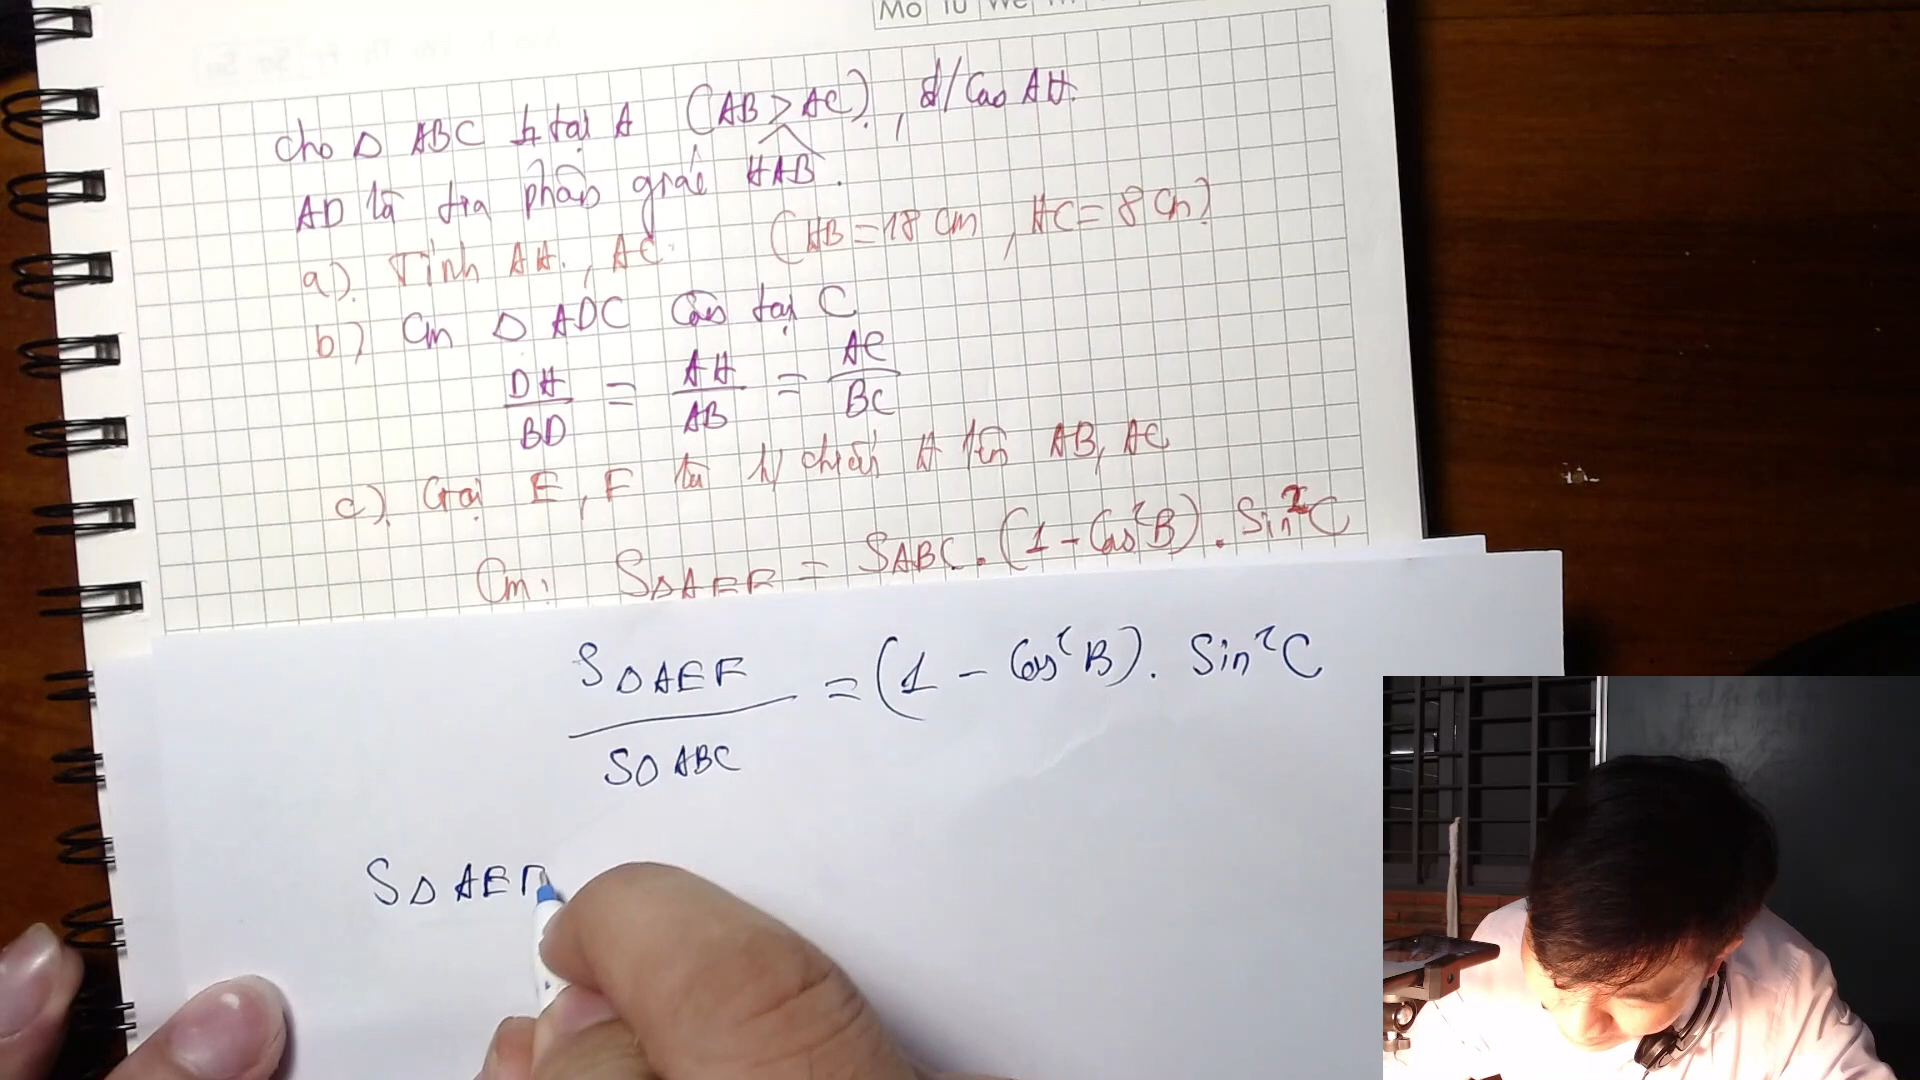 Mo Tu We
Cho Δ ABC ⊥ tại A (AB > AC), đ/cao AH.
AD là tia phân giác HAB.
a). Tính AH, AC. (HB = 18 cm, HC = 8 cm)
b) Cm Δ ADC cân tại C
DH/BD = AH/AB = AC/BC
c). Gọi E, F là h/chiếu H lên AB, AC
Cm: SΔAEF = SABC. (1 - Cos²B). Sin²C
SΔAEF/SΔABC = (1 - Cos²B). Sin²C
SΔAEF